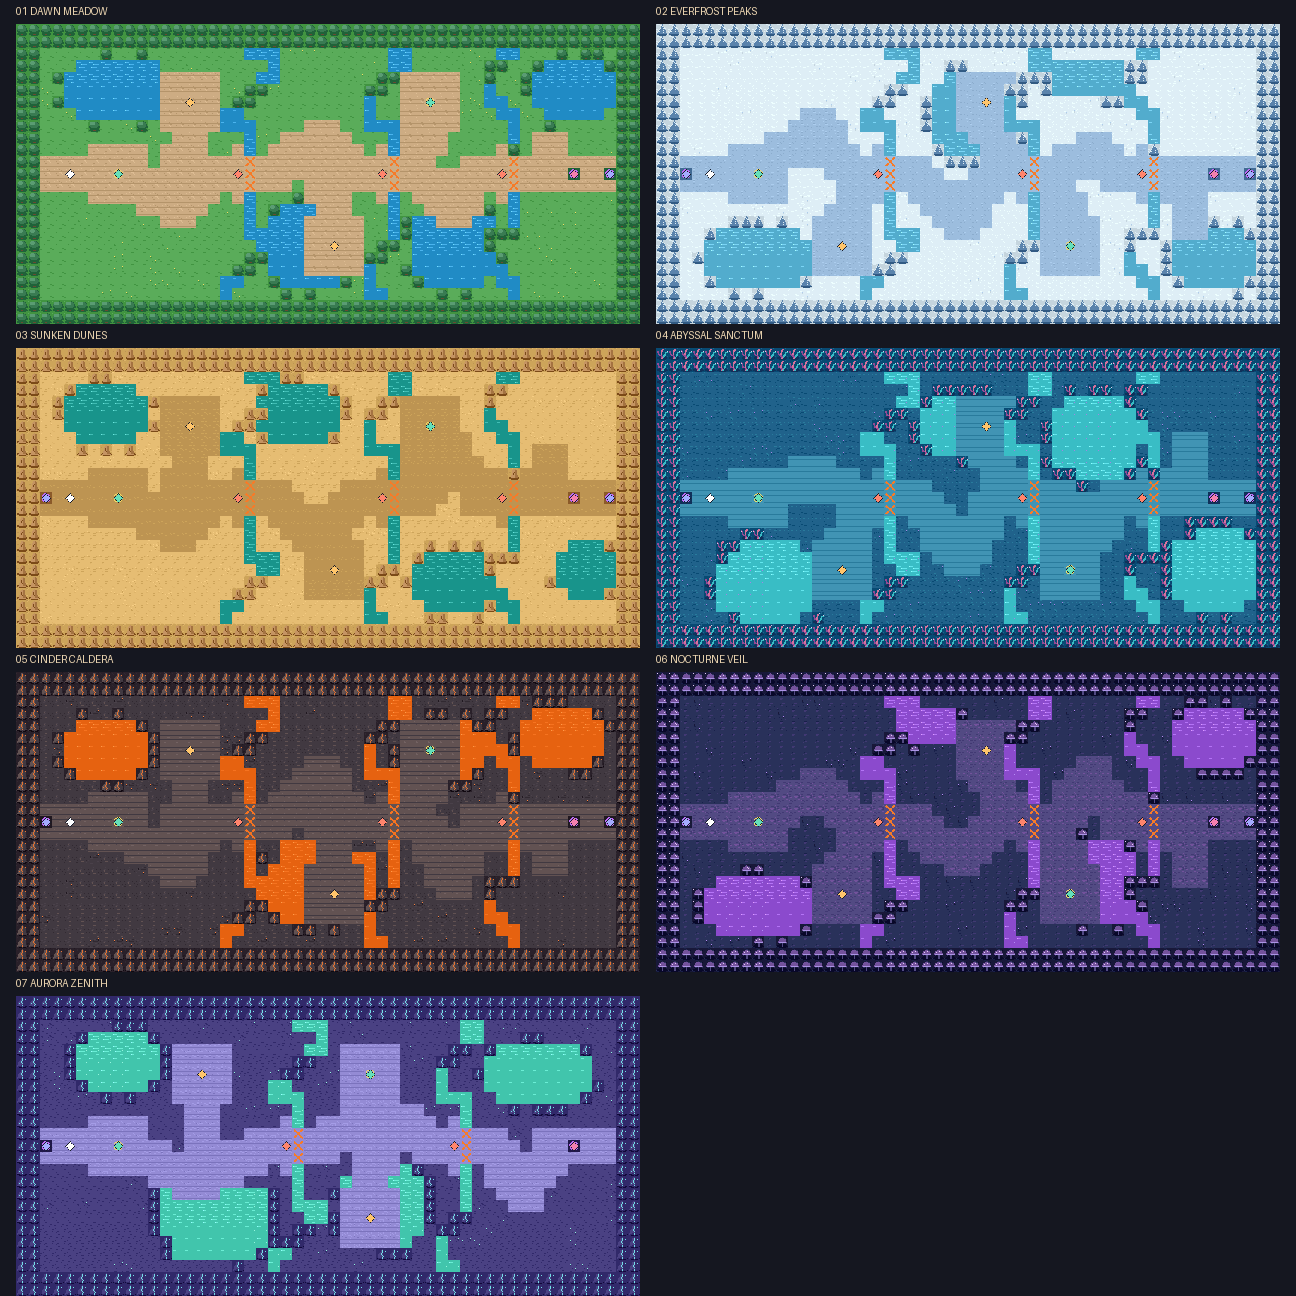 01 DAWN MEADOW
02 EVERFROST PEAKS
03 SUNKEN DUNES
04 ABYSSAL SANCTUM
05 CINDER CALDERA
06 NOCTURNE VEIL
07 AURORA ZENITH